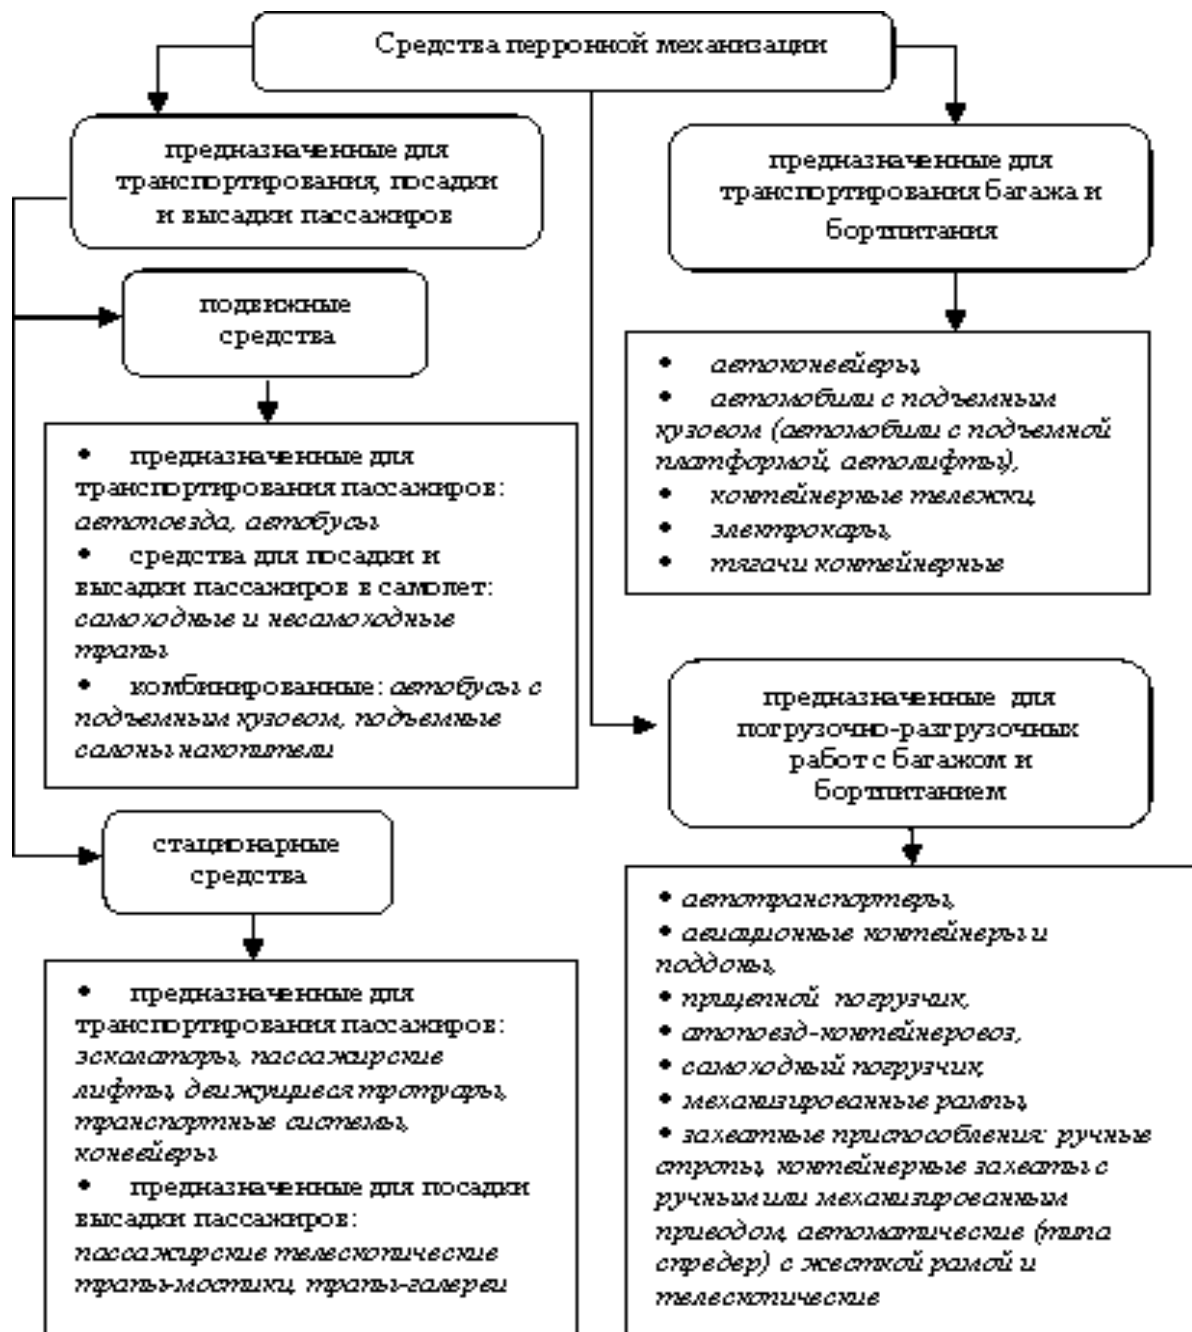 Средства перронной механизации
предназначенные для
транспортирования, посадки
и высадки пассажиров
подвижные
средства
• предназначенные для
транспортирования пассажиров:
автопоезда, автобусы
• средства для посадки и
высадки пассажиров в самолет:
самоходные и несамоходные
трапы
• комбинированные: автобусы с
подъемным кузовом, подъемные
салоны накопители
стационарные
средства
• предназначенные для
транспортирования пассажиров:
эскалаторы, пассажирские
лифты, движущиеся тротуары,
транспортные системы,
конвейеры
• предназначенные для посадки
высадки пассажиров:
пассажирские телескопические
трапы-мостики, трапы-галереи
предназначенные для
транспортирования багажа и
бортпитания
• автоконвейеры,
• автомобили с подъемным
кузовом (автомобили с подъемной
платформой, автолифты),
• контейнерные тележки,
• электрокары,
• тягачи контейнерные
предназначенные для
погрузочно-разгрузочных
работ с багажом и
бортпитанием
• автотранспортеры,
• авиационные контейнеры и
поддоны,
• прицепной погрузчик,
• атопоезд-контейнеровоз,
• самоходный погрузчик,
• механизированные рампы,
• захватные приспособления: ручные
стропы, контейнерные захваты с
ручным или механизированным
приводом, автоматические (типа
спредер) с жесткой рамой и
телескопические